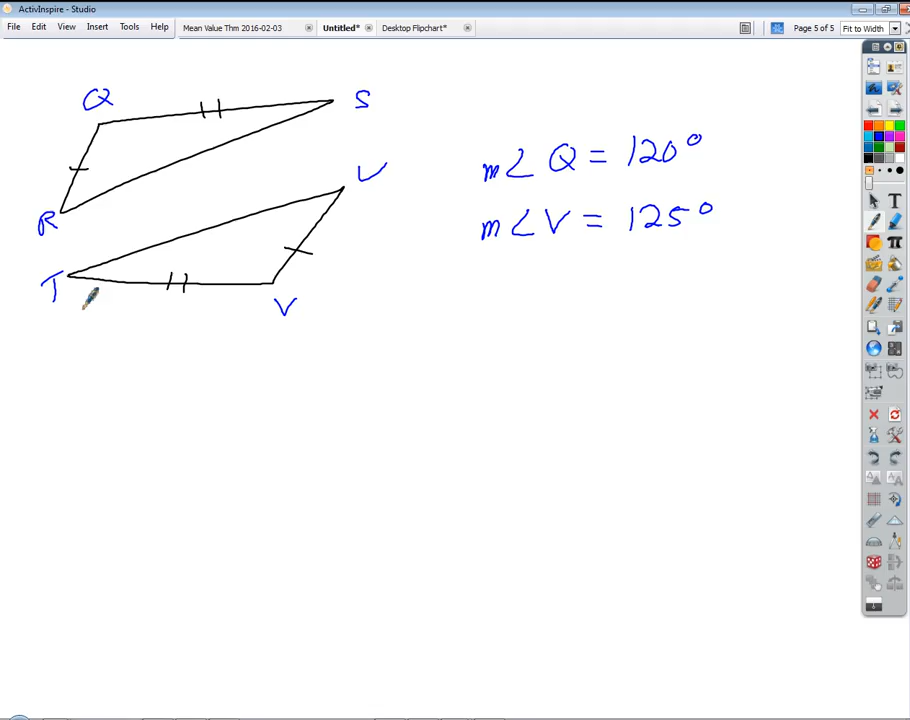 ActivInspire - Studio
File Edit View Insert Tools Help
Mean Value Thm 2016-02-03 Untitled* Desktop Flipchart*
Page 5 of 5 Fit to Width
Q S
R
U
T
V
m∠Q = 120°
m∠V = 125°
T
π